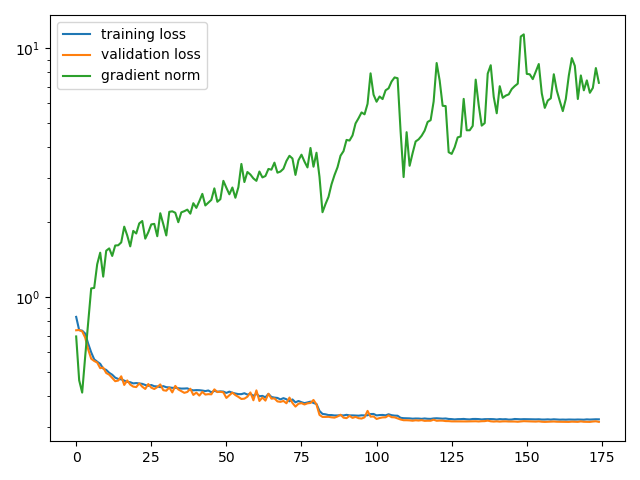 training loss
validation loss
gradient norm
10¹
10⁰
0 25 50 75 100 125 150 175